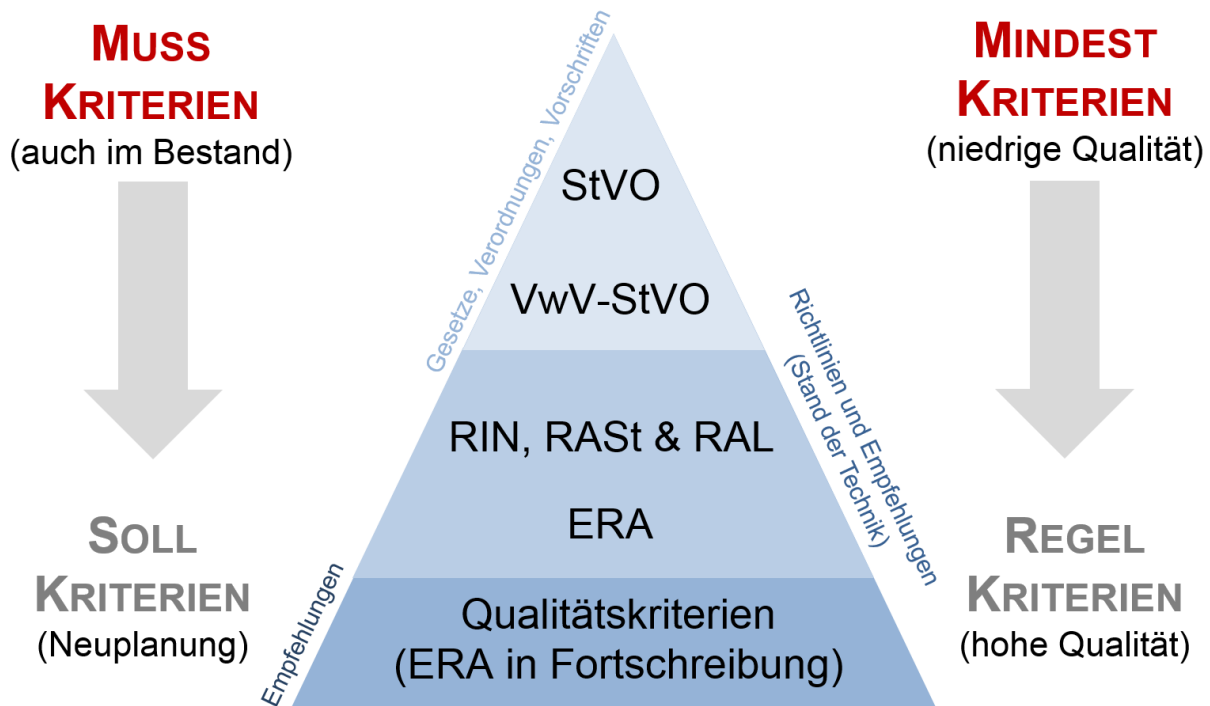 MUSS
KRITERIEN
(auch im Bestand)
SOLL
KRITERIEN
(Neuplanung)
Gesetze, Verordnungen, Vorschriften
StVO
VwV-StVO
Richtlinien und Empfehlungen
(Stand der Technik)
RIN, RASt & RAL
ERA
Empfehlungen
Qualitätskriterien
(ERA in Fortschreibung)
MINDEST
KRITERIEN
(niedrige Qualität)
REGEL
KRITERIEN
(hohe Qualität)